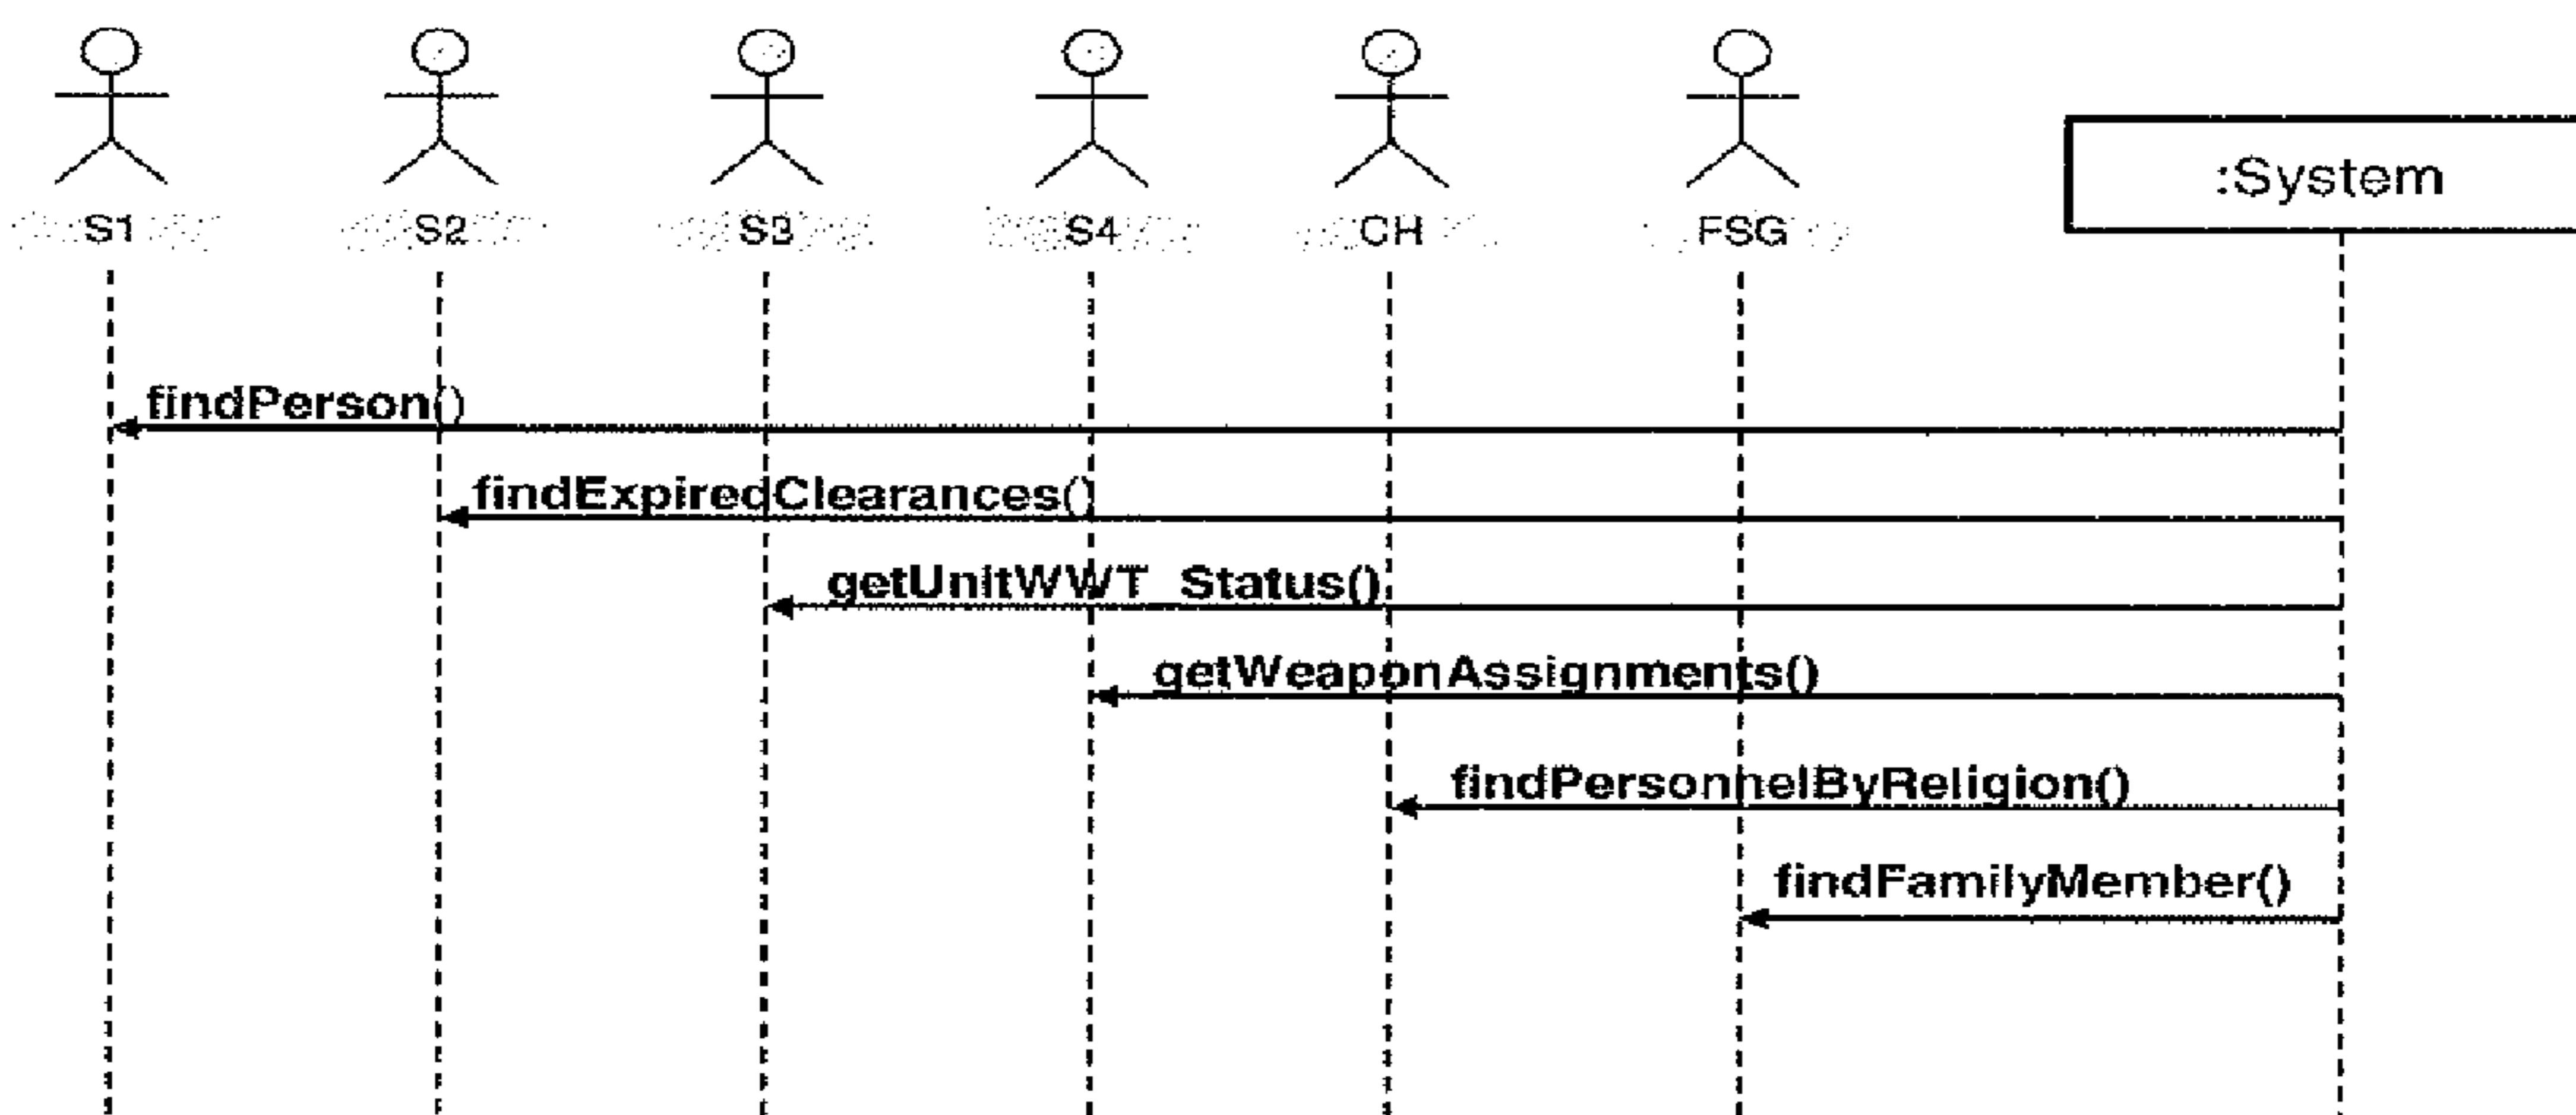 S1 S2 S3 S4 CH FSG :System
findPerson()
findExpiredClearances()
getUnitWWT_Status()
getWeaponAssignments()
findPersonnelByReligion()
findFamilyMember()